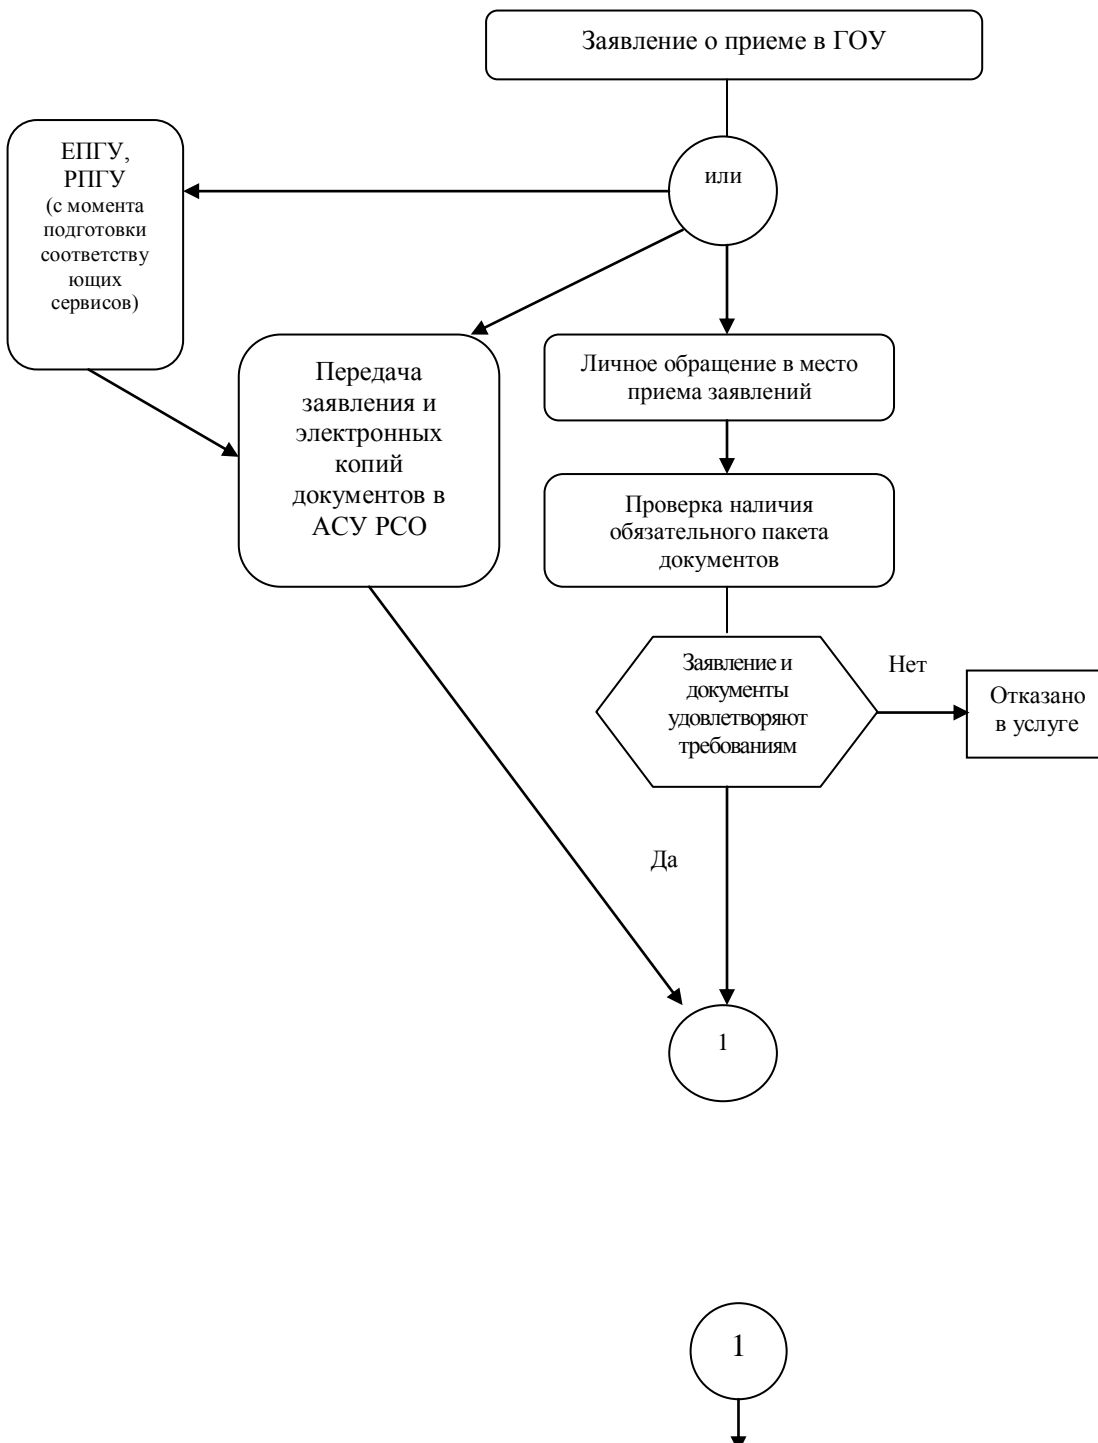 Заявление о приеме в ГОУ
или
ЕПГУ,
РПГУ
(с момента
подготовки
соответству
ющих
сервисов)
Передача
заявления и
электронных
копий
документов в
АСУ РСО
Личное обращение в место
приема заявлений
Проверка наличия
обязательного пакета
документов
Заявление и
документы
удовлетворяют
требованиям
Нет
Отказано
в услуге
Да
1
1